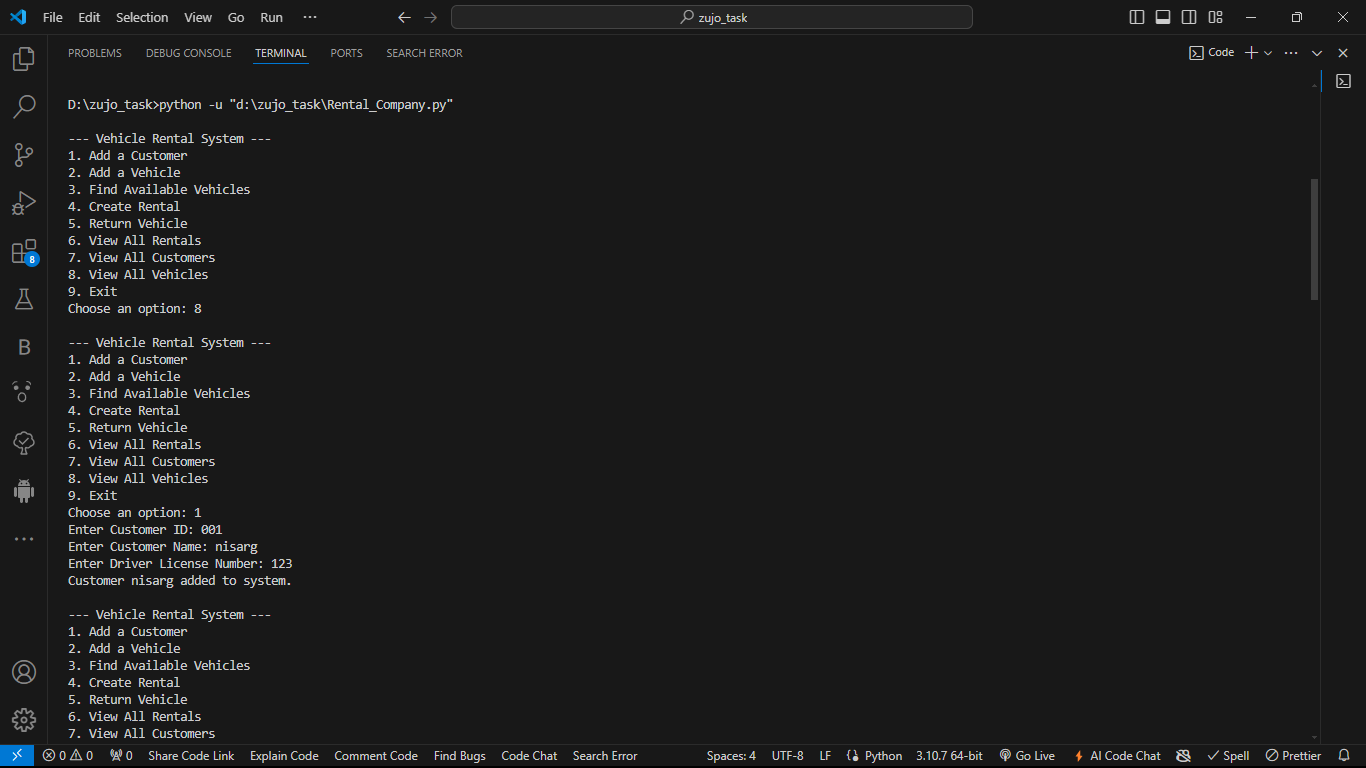 File Edit Selection View Go Run ··· zujo_task
PROBLEMS DEBUG CONSOLE TERMINAL PORTS SEARCH ERROR Code
D:\zujo_task>python -u "d:\zujo_task\Rental_Company.py"
--- Vehicle Rental System ---
1. Add a Customer
2. Add a Vehicle
3. Find Available Vehicles
4. Create Rental
5. Return Vehicle
6. View All Rentals
7. View All Customers
8. View All Vehicles
9. Exit
Choose an option: 8
--- Vehicle Rental System ---
1. Add a Customer
2. Add a Vehicle
3. Find Available Vehicles
4. Create Rental
5. Return Vehicle
6. View All Rentals
7. View All Customers
8. View All Vehicles
9. Exit
Choose an option: 1
Enter Customer ID: 001
Enter Customer Name: nisarg
Enter Driver License Number: 123
Customer nisarg added to system.
--- Vehicle Rental System ---
1. Add a Customer
2. Add a Vehicle
3. Find Available Vehicles
4. Create Rental
5. Return Vehicle
6. View All Rentals
7. View All Customers
8
B
0 0 0 Share Code Link Explain Code Comment Code Find Bugs Code Chat Search Error Spaces: 4 UTF-8 LF Python 3.10.7 64-bit Go Live AI Code Chat Spell Prettier